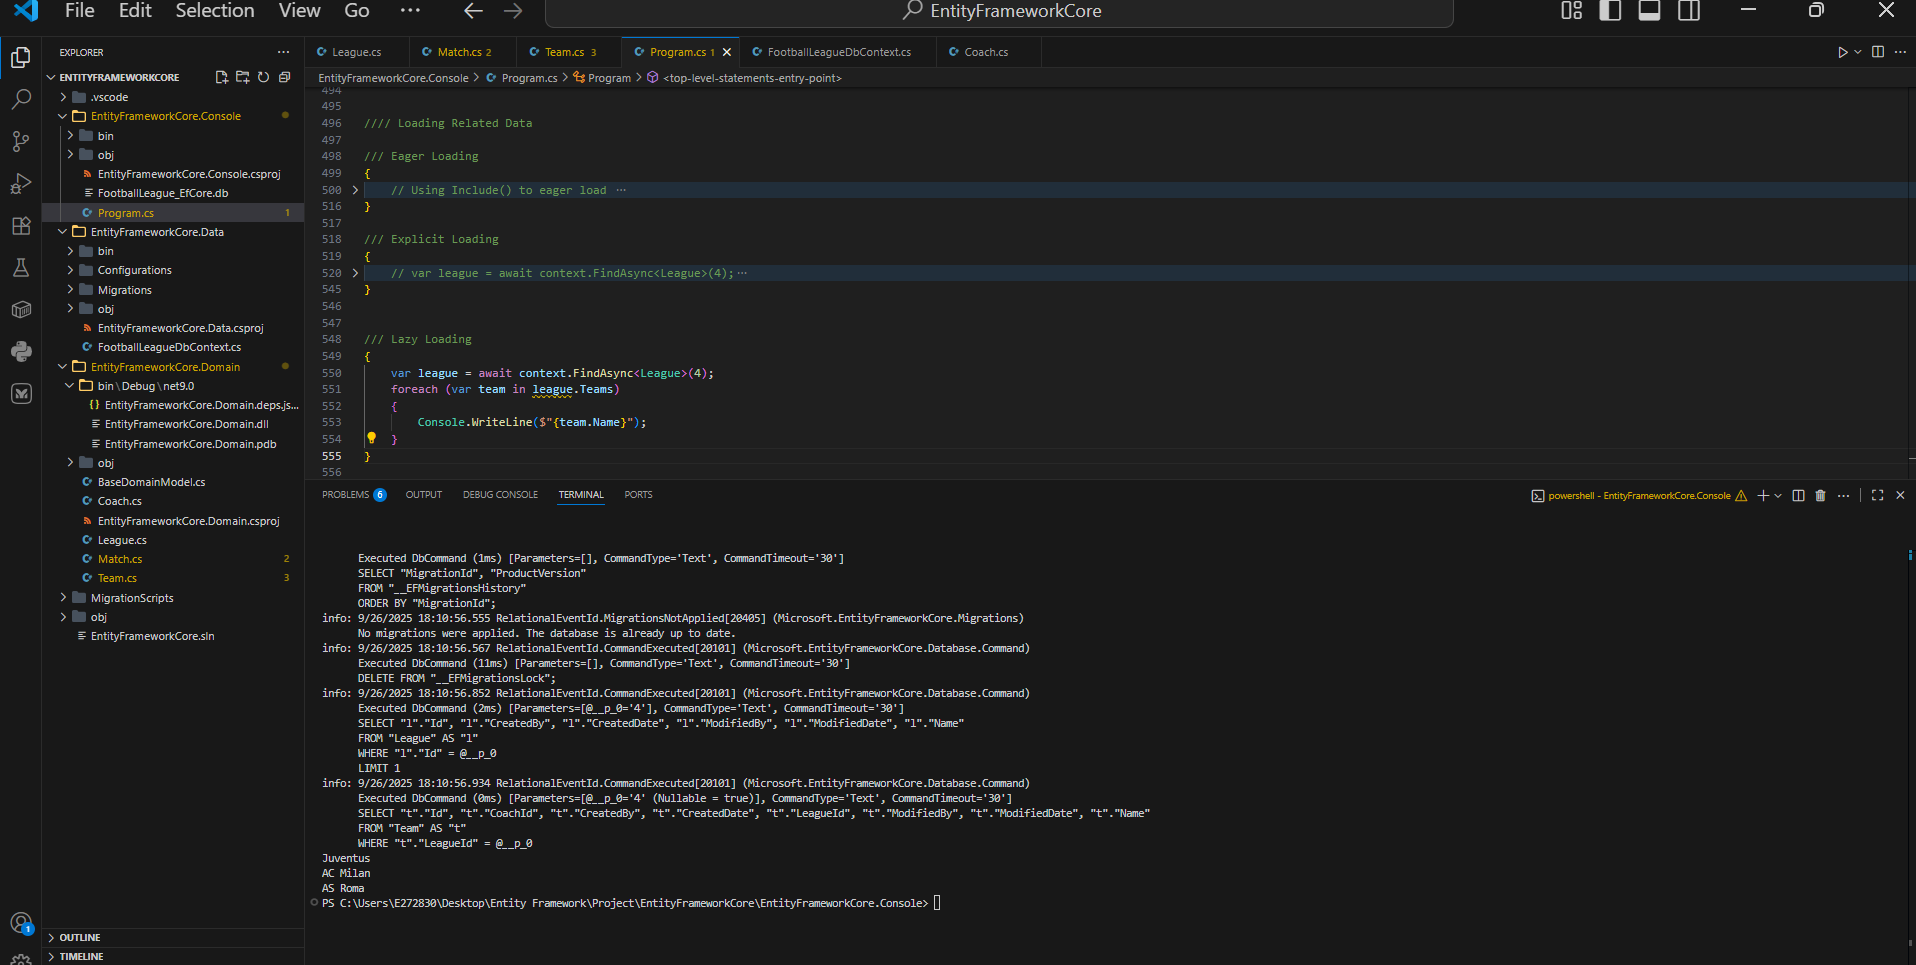 File Edit Selection View Go ··· EntityFrameworkCore
EXPLORER ···
ENTITYFRAMEWORKCORE
.vscode
EntityFrameworkCore.Console
bin
obj
EntityFrameworkCore.Console.csproj
FootballLeague_EfCore.db
Program.cs 1
EntityFrameworkCore.Data
bin
Configurations
Migrations
obj
EntityFrameworkCore.Data.csproj
FootballLeagueDbContext.cs
EntityFrameworkCore.Domain
bin\Debug\net9.0
{} EntityFrameworkCore.Domain.deps.js...
EntityFrameworkCore.Domain.dll
EntityFrameworkCore.Domain.pdb
obj
BaseDomainModel.cs
Coach.cs
EntityFrameworkCore.Domain.csproj
League.cs
Match.cs 2
Team.cs 3
MigrationScripts
obj
EntityFrameworkCore.sln
OUTLINE
TIMELINE
1
League.cs Match.cs 2 Team.cs 3 Program.cs 1 FootballLeagueDbContext.cs Coach.cs
EntityFrameworkCore.Console > Program.cs > Program > <top-level-statements-entry-point>
494
495
496 //// Loading Related Data
497
498 /// Eager Loading
499 {
500 // Using Include() to eager load ···
516 }
517
518 /// Explicit Loading
519 {
520 // var league = await context.FindAsync<League>(4);···
545 }
546
547
548 /// Lazy Loading
549 {
550 var league = await context.FindAsync<League>(4);
551 foreach (var team in league.Teams)
552 {
553 Console.WriteLine($"{team.Name}");
554 }
555 }
556
PROBLEMS 6 OUTPUT DEBUG CONSOLE TERMINAL PORTS powershell - EntityFrameworkCore.Console
Executed DbCommand (1ms) [Parameters=[], CommandType='Text', CommandTimeout='30']
SELECT "MigrationId", "ProductVersion"
FROM "__EFMigrationsHistory"
ORDER BY "MigrationId";
info: 9/26/2025 18:10:56.555 RelationalEventId.MigrationsNotApplied[20405] (Microsoft.EntityFrameworkCore.Migrations)
No migrations were applied. The database is already up to date.
info: 9/26/2025 18:10:56.567 RelationalEventId.CommandExecuted[20101] (Microsoft.EntityFrameworkCore.Database.Command)
Executed DbCommand (11ms) [Parameters=[], CommandType='Text', CommandTimeout='30']
DELETE FROM "__EFMigrationsLock";
info: 9/26/2025 18:10:56.852 RelationalEventId.CommandExecuted[20101] (Microsoft.EntityFrameworkCore.Database.Command)
Executed DbCommand (2ms) [Parameters=[@__p_0='4'], CommandType='Text', CommandTimeout='30']
SELECT "l"."Id", "l"."CreatedBy", "l"."CreatedDate", "l"."ModifiedBy", "l"."ModifiedDate", "l"."Name"
FROM "League" AS "l"
WHERE "l"."Id" = @__p_0
LIMIT 1
info: 9/26/2025 18:10:56.934 RelationalEventId.CommandExecuted[20101] (Microsoft.EntityFrameworkCore.Database.Command)
Executed DbCommand (0ms) [Parameters=[@__p_0='4' (Nullable = true)], CommandType='Text', CommandTimeout='30']
SELECT "t"."Id", "t"."CoachId", "t"."CreatedBy", "t"."CreatedDate", "t"."LeagueId", "t"."ModifiedBy", "t"."ModifiedDate", "t"."Name"
FROM "Team" AS "t"
WHERE "t"."LeagueId" = @__p_0
Juventus
AC Milan
AS Roma
PS C:\Users\E272830\Desktop\Entity Framework\Project\EntityFrameworkCore\EntityFrameworkCore.Console>